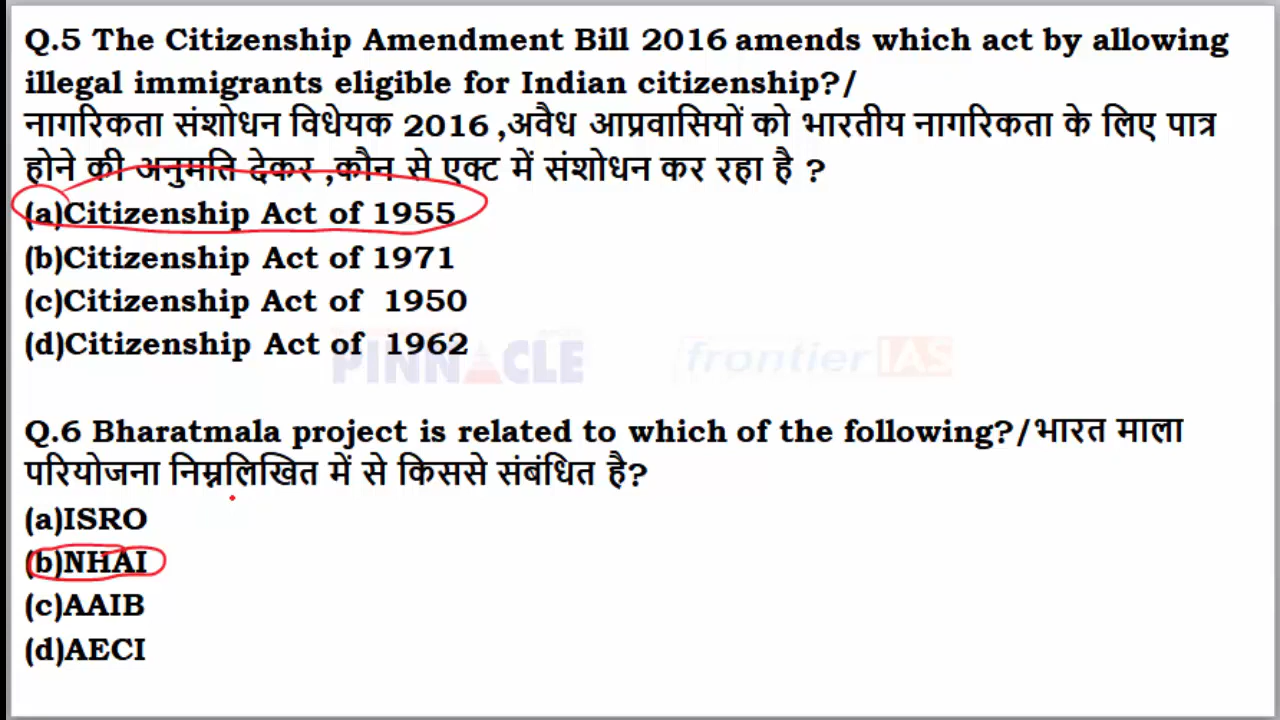 Q.5 The Citizenship Amendment Bill 2016 amends which act by allowing
illegal immigrants eligible for Indian citizenship?/
नागरिकता संशोधन विधेयक 2016 ,अवैध आप्रवासियों को भारतीय नागरिकता के लिए पात्र
होने की अनुमति देकर ,कौन से एक्ट में संशोधन कर रहा है ?
(a)Citizenship Act of 1955
(b)Citizenship Act of 1971
(c)Citizenship Act of 1950
(d)Citizenship Act of 1962
PINNACLE frontier IAS
Q.6 Bharatmala project is related to which of the following?/भारत माला
परियोजना निम्नलिखित में से किससे संबंधित है?
(a)ISRO
(b)NHAI
(c)AAIB
(d)AECI